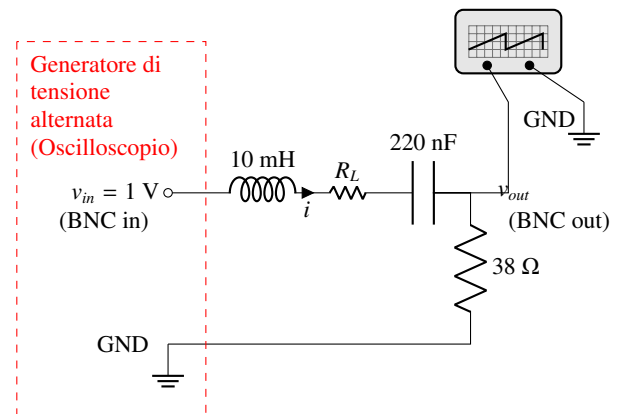 Generatore di
tensione
alternata
(Oscilloscopio)
GND
10 mH
R_L
220 nF
v_in = 1 V
(BNC in)
i
v_out
(BNC out)
38 Ω
GND